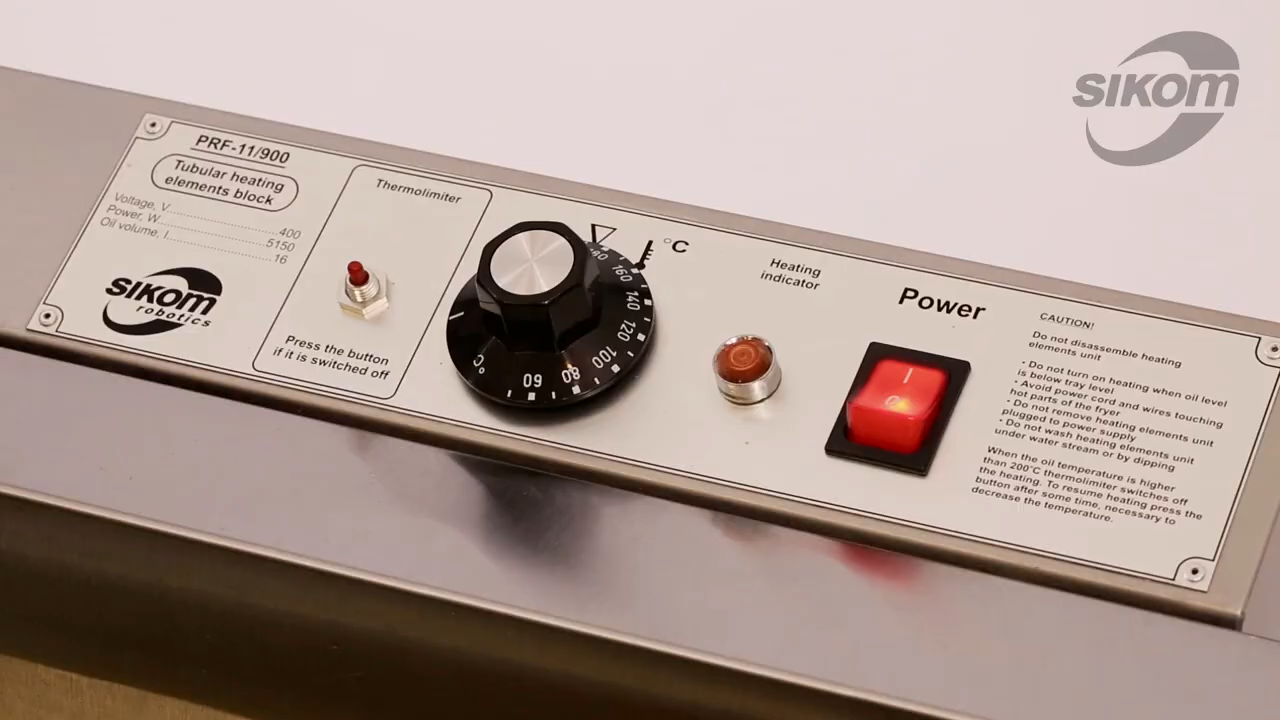 sikom
PRF-11/900
Tubular heating
elements block
Voltage, V..............................400
Power, W..............................5150
Oil volume, l..............................16
sikom
robotics
Thermolimiter
Press the button
if it is switched off
°C
160
140
120
100
80
60
°C
Heating
indicator
Power
I
O
CAUTION!
Do not disassemble heating
elements unit
• Do not turn on heating when oil level
is below tray level
• Avoid power cord and wires touching
hot parts of the fryer
• Do not remove heating elements unit
plugged to power supply
• Do not wash heating elements unit
under water stream or by dipping
When the oil temperature is higher
than 200°C thermolimiter switches off
the heating. To resume heating press the
button after some time, necessary to
decrease the temperature.